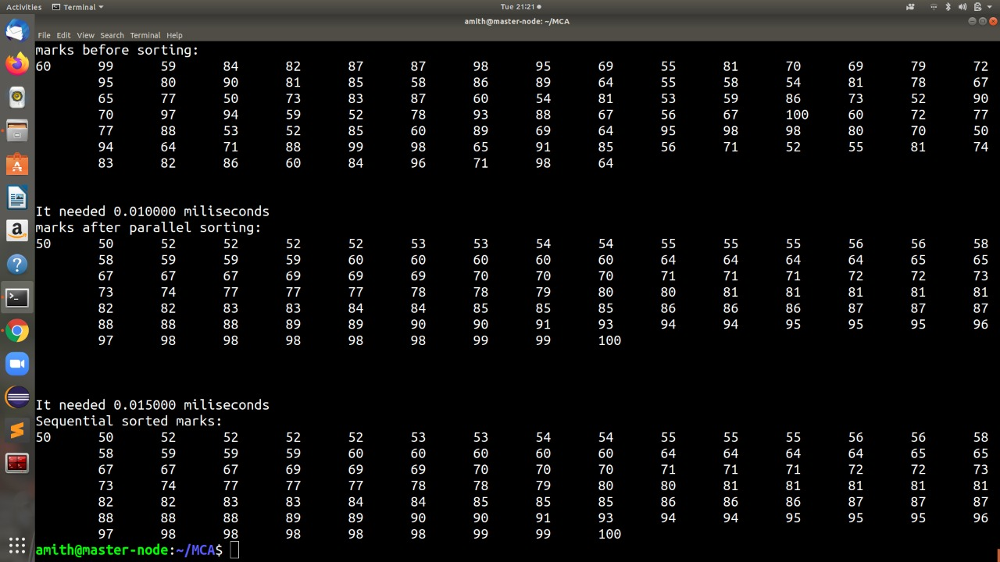 Activities Terminal Tue 21:21
amith@master-node: ~/MCA
File Edit View Search Terminal Help
marks before sorting:
60 99 59 84 82 87 87 98 95 69 55 81 70 69 79 72
95 80 90 81 85 58 86 89 64 55 58 54 81 78 67
65 77 50 73 83 87 60 54 81 53 59 86 73 52 90
70 97 94 59 52 78 93 88 67 56 67 100 60 72 77
77 88 53 52 85 60 89 69 64 95 98 98 80 70 50
94 64 71 88 99 98 65 91 85 56 71 52 55 81 74
83 82 86 60 84 96 71 98 64
It needed 0.010000 miliseconds
marks after parallel sorting:
50 50 52 52 52 52 53 53 54 54 55 55 55 56 56 58
58 59 59 59 60 60 60 60 60 64 64 64 64 65 65
67 67 67 69 69 69 70 70 70 71 71 71 72 72 73
73 74 77 77 77 78 78 79 80 80 81 81 81 81 81
82 82 83 83 84 84 85 85 85 86 86 86 87 87 87
88 88 88 89 89 90 90 91 93 94 94 95 95 95 96
97 98 98 98 98 98 99 99 100
It needed 0.015000 miliseconds
Sequential sorted marks:
50 50 52 52 52 52 53 53 54 54 55 55 55 56 56 58
58 59 59 59 60 60 60 60 60 64 64 64 64 65 65
67 67 67 69 69 69 70 70 70 71 71 71 72 72 73
73 74 77 77 77 78 78 79 80 80 81 81 81 81 81
82 82 83 83 84 84 85 85 85 86 86 86 87 87 87
88 88 88 89 89 90 90 91 93 94 94 95 95 95 96
97 98 98 98 98 98 99 99 100
amith@master-node:~/MCA$